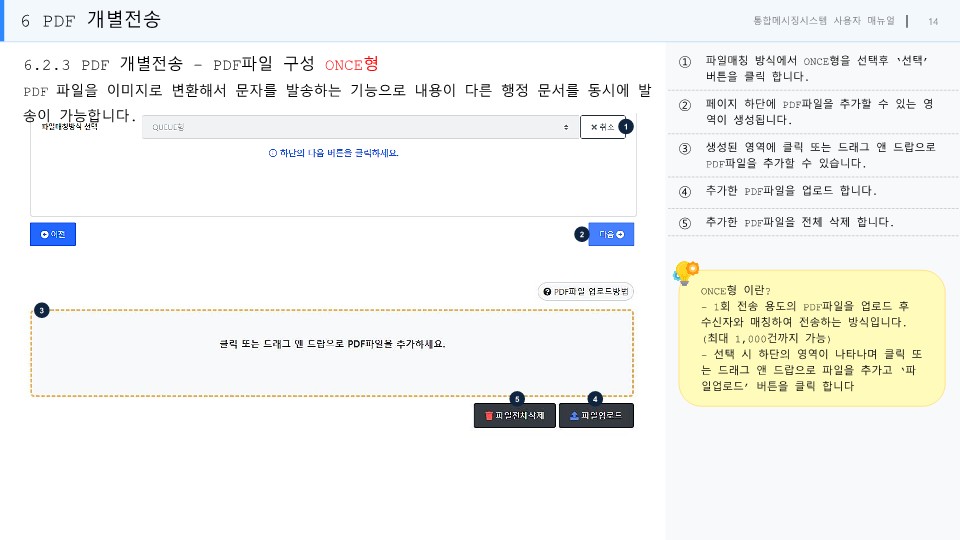 6 PDF 개별전송
통합메시징시스템 사용자 매뉴얼 | 14
6.2.3 PDF 개별전송 – PDF파일 구성 ONCE형
PDF 파일을 이미지로 변환해서 문자를 발송하는 기능으로 내용이 다른 행정 문서를 동시에 발
송이 가능합니다.
파일매칭방식 선택 QUEUE형 × 취소 1
하단의 다음 버튼을 클릭하세요.
이전 2 다음
? PDF파일 업로드방법
3
클릭 또는 드래그 앤 드랍으로 PDF파일을 추가하세요.
5 4
파일전체삭제 파일업로드
① 파일매칭 방식에서 ONCE형을 선택후 ‘선택’
버튼을 클릭 합니다.
② 페이지 하단에 PDF파일을 추가할 수 있는 영
역이 생성됩니다.
③ 생성된 영역에 클릭 또는 드래그 앤 드랍으로
PDF파일을 추가할 수 있습니다.
④ 추가한 PDF파일을 업로드 합니다.
⑤ 추가한 PDF파일을 전체 삭제 합니다.
ONCE형 이란?
– 1회 전송 용도의 PDF파일을 업로드 후
수신자와 매칭하여 전송하는 방식입니다.
(최대 1,000건까지 가능)
– 선택 시 하단의 영역이 나타나며 클릭 또
는 드래그 앤 드랍으로 파일을 추가고 ‘파
일업로드’ 버튼을 클릭 합니다